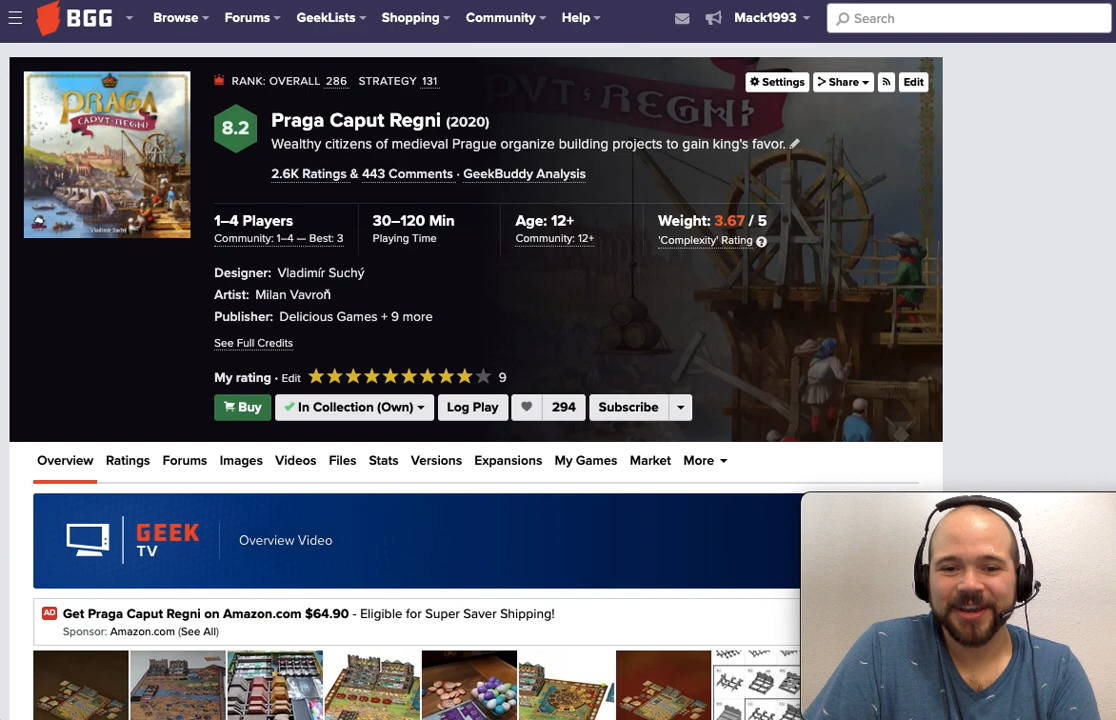 BGG
Browse
Forums
GeekLists
Shopping
Community
Help
Mack1993
Search
PRAGA
CAPVT REGNI
Vladimír Suchý
RANK: OVERALL 286 STRATEGY 131
Settings
Share
Edit
8.2
Praga Caput Regni (2020)
Wealthy citizens of medieval Prague organize building projects to gain king's favor.
2.6K Ratings & 443 Comments · GeekBuddy Analysis
1–4 Players
Community: 1–4 — Best: 3
30–120 Min
Playing Time
Age: 12+
Community: 12+
Weight: 3.67 / 5
'Complexity' Rating
Designer: Vladimír Suchý
Artist: Milan Vavroň
Publisher: Delicious Games + 9 more
See Full Credits
My rating · Edit 9
Buy
In Collection (Own)
Log Play
294
Subscribe
Overview
Ratings
Forums
Images
Videos
Files
Stats
Versions
Expansions
My Games
Market
More
GEEK
TV
Overview Video
AD Get Praga Caput Regni on Amazon.com $64.90 - Eligible for Super Saver Shipping!
Sponsor: Amazon.com (See All)